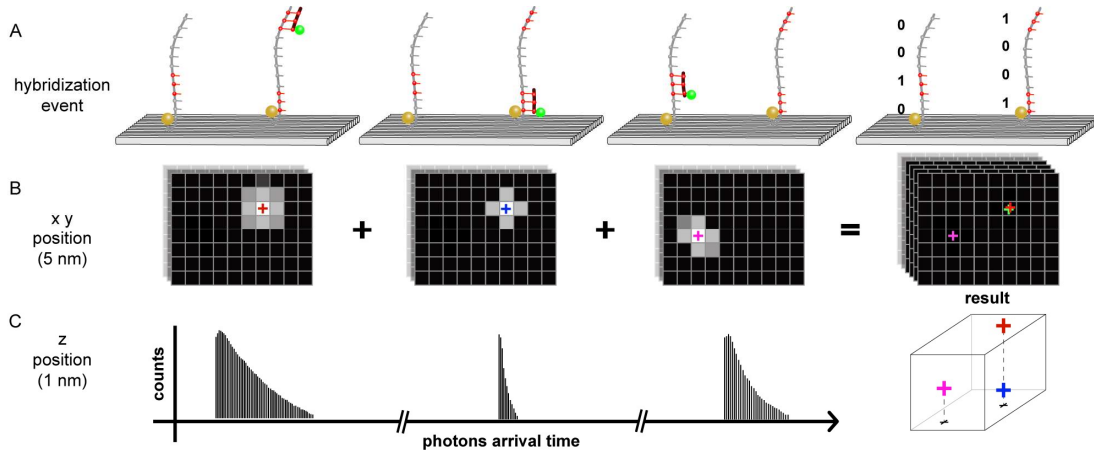 A
hybridization
event
0
0
1
0
1
0
0
1
B
x y
position
(5 nm)
+
+
=
result
C
z
position
(1 nm)
counts
photons arrival time